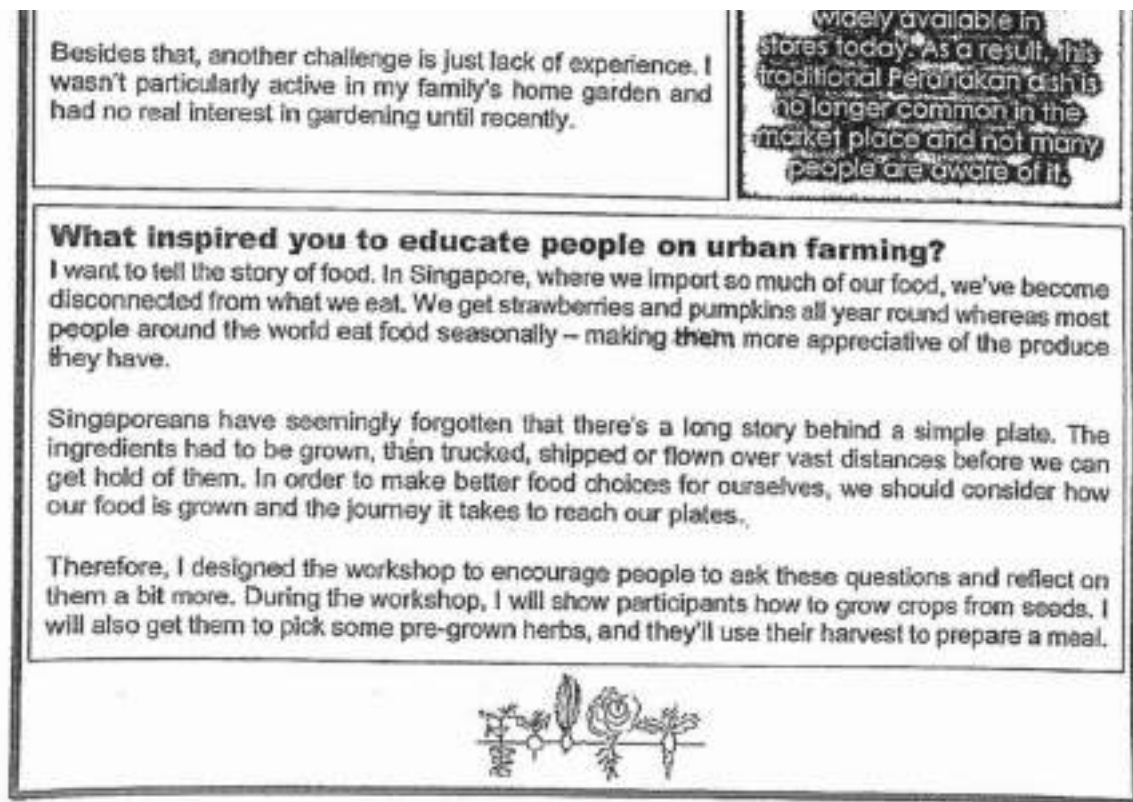 Besides that, another challenge is just lack of experience. I
wasn't particularly active in my family's home garden and
had no real interest in gardening until recently.
widely available in
stores today. As a result, this
traditional Peranakan dish is
no longer common in the
market place and not many
people are aware of it.
What inspired you to educate people on urban farming?
I want to tell the story of food. In Singapore, where we import so much of our food, we've become
disconnected from what we eat. We get strawberries and pumpkins all year round whereas most
people around the world eat food seasonally – making them more appreciative of the produce
they have.
Singaporeans have seemingly forgotten that there's a long story behind a simple plate. The
ingredients had to be grown, then trucked, shipped or flown over vast distances before we can
get hold of them. In order to make better food choices for ourselves, we should consider how
our food is grown and the journey it takes to reach our plates.
Therefore, I designed the workshop to encourage people to ask these questions and reflect on
them a bit more. During the workshop, I will show participants how to grow crops from seeds. I
will also get them to pick some pre-grown herbs, and they'll use their harvest to prepare a meal.